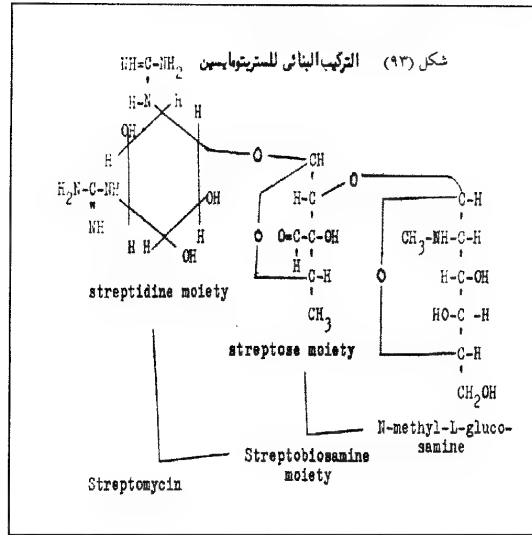 شكل (٩٣) التركيب البنائى للستربتومايسين
NH=C-NH2
H-N H
H
OH
H
O
CH
O
H-C
C-H
H2N-C-NH
NH
OH
H H
H
OH
O
O=C-C-OH
H
CH3-NH-C-H
O
H-C-OH
C-H
HO-C-H
CH3
C-H
CH2OH
streptidine moiety
streptose moiety
N-methyl-L-gluco-
samine
Streptobiosamine
moiety
Streptomycin